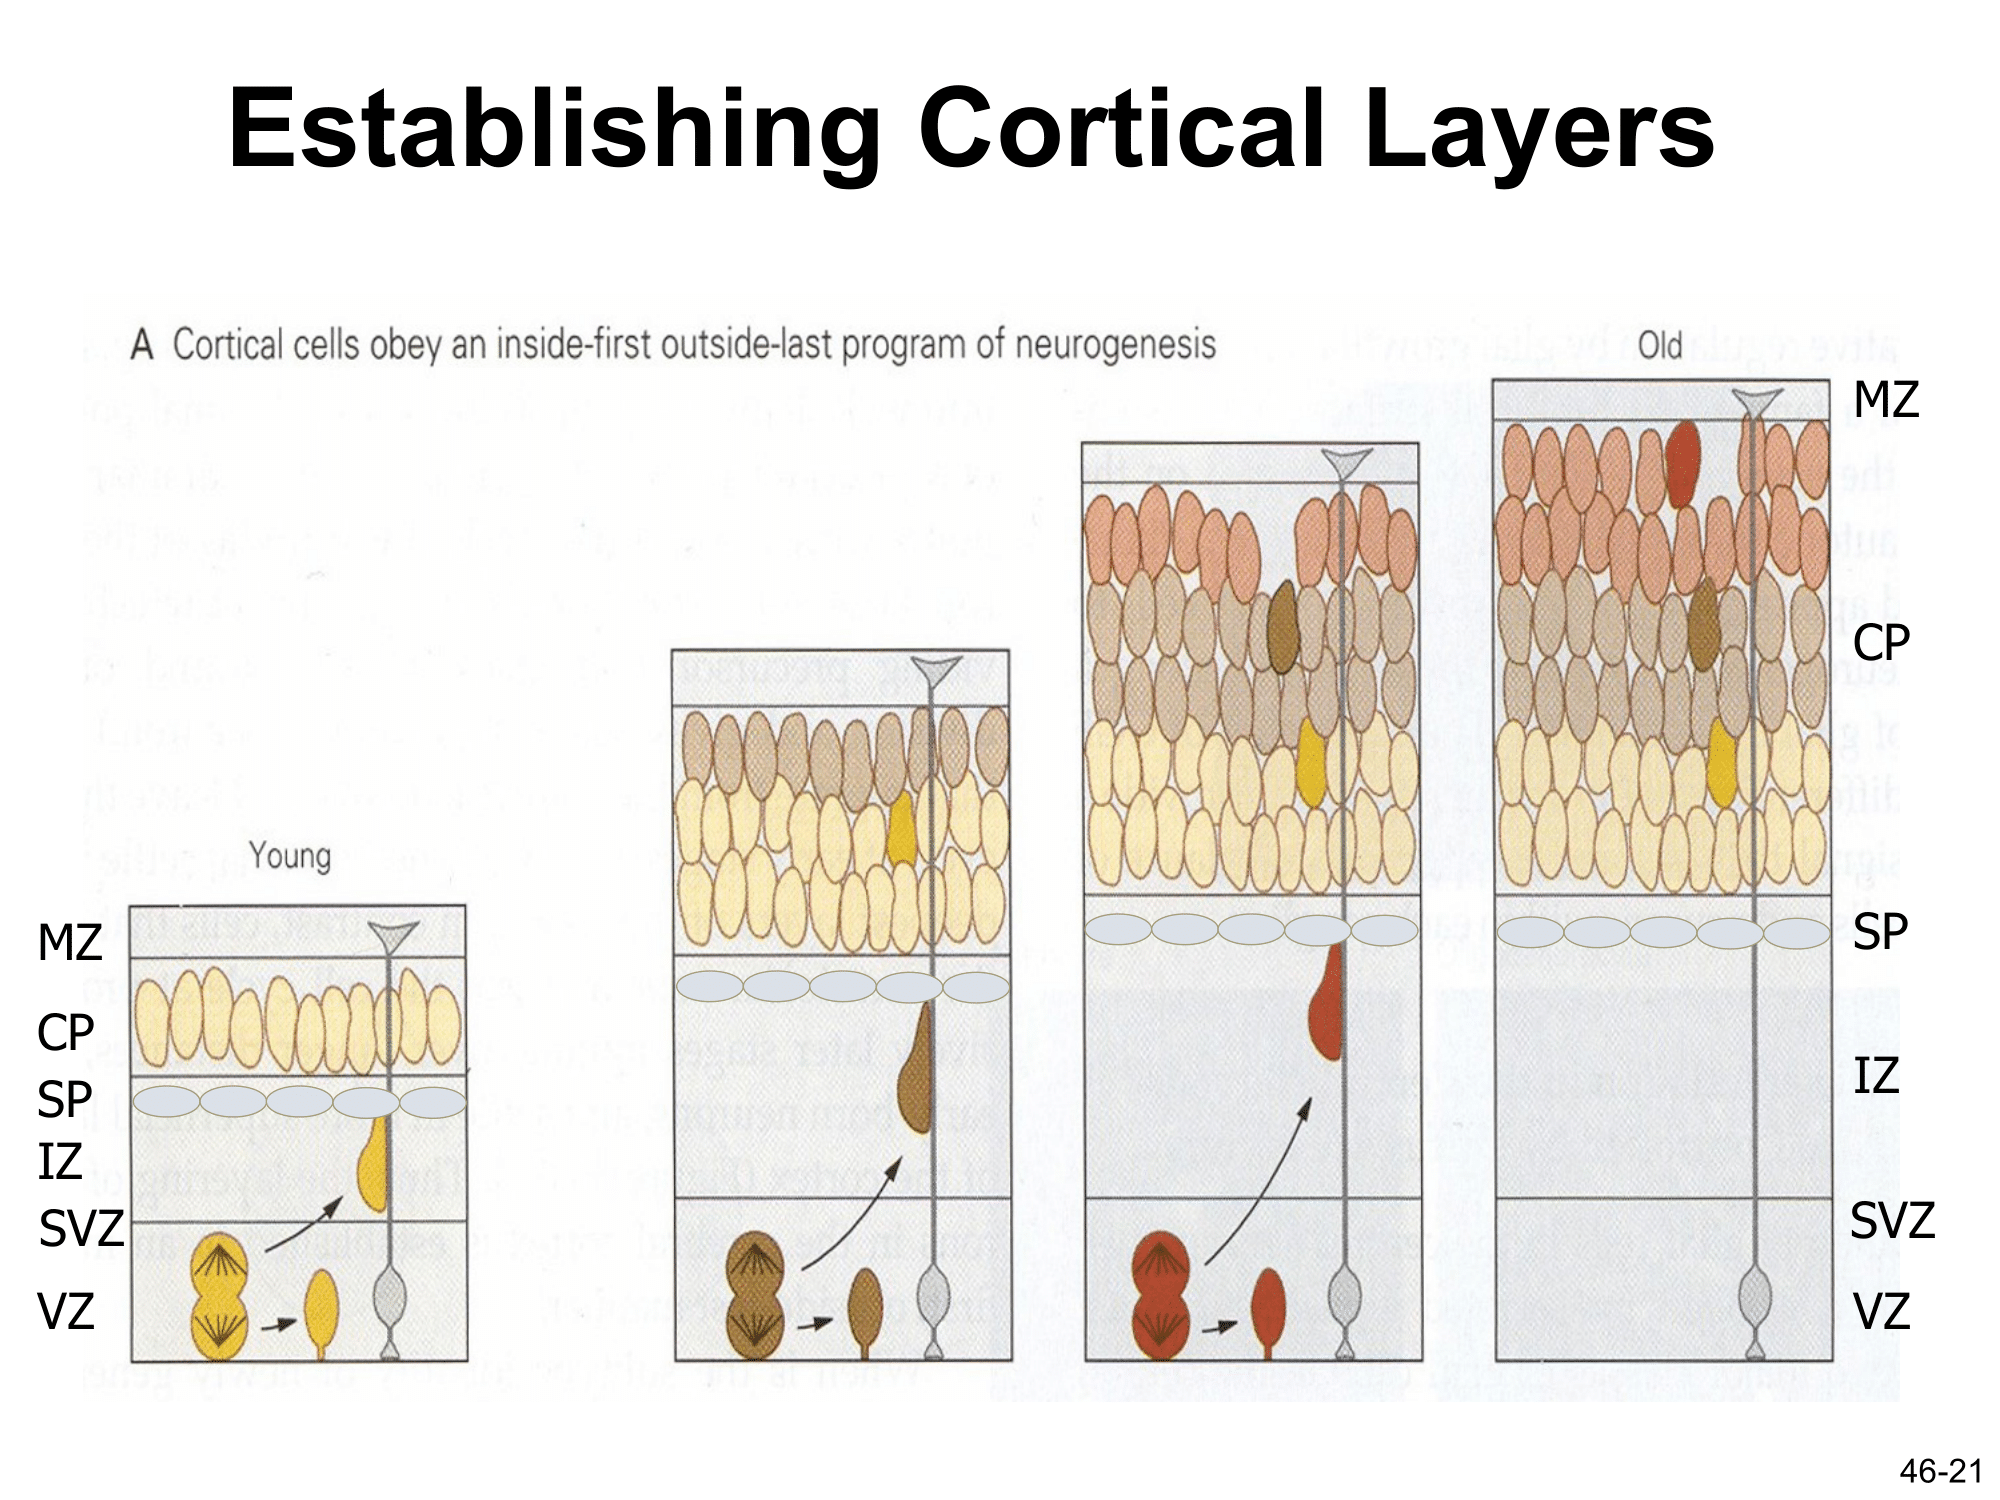 Establishing Cortical Layers
A Cortical cells obey an inside-first outside-last program of neurogenesis
Old
Young
MZ
CP
SP
IZ
SVZ
VZ
MZ
CP
SP
IZ
SVZ
VZ
46-21